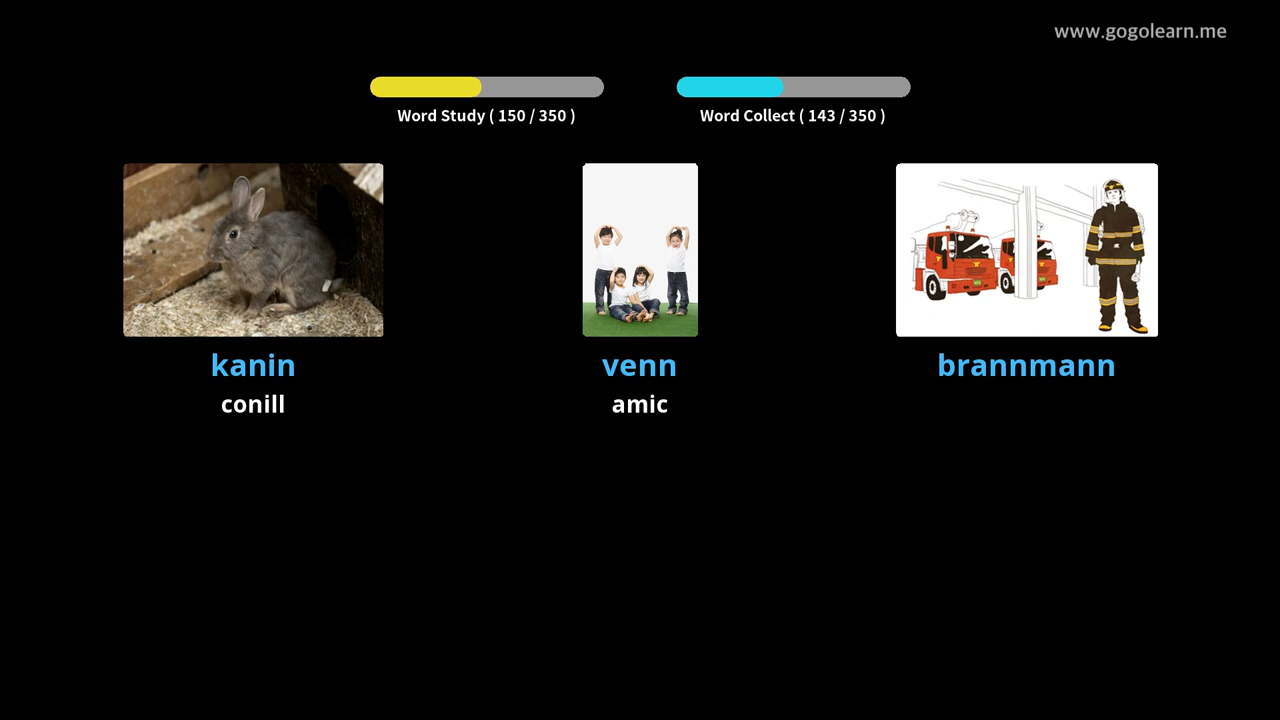 www.gogolearn.me
Word Study ( 150 / 350 )
Word Collect ( 143 / 350 )
kanin
venn
brannmann
conill
amic